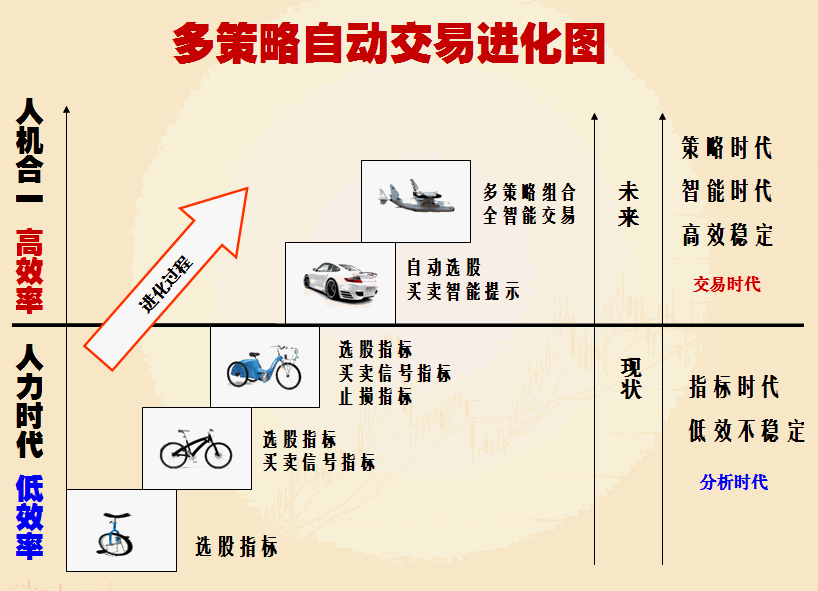 多策略自动交易进化图
人机合一 高效率
进化过程
多策略组合
全智能交易
自动选股
买卖智能提示
未来
策略时代
智能时代
高效稳定
交易时代
人力时代 低效率
选股指标
买卖信号指标
止损指标
选股指标
买卖信号指标
选股指标
现状
指标时代
低效不稳定
分析时代